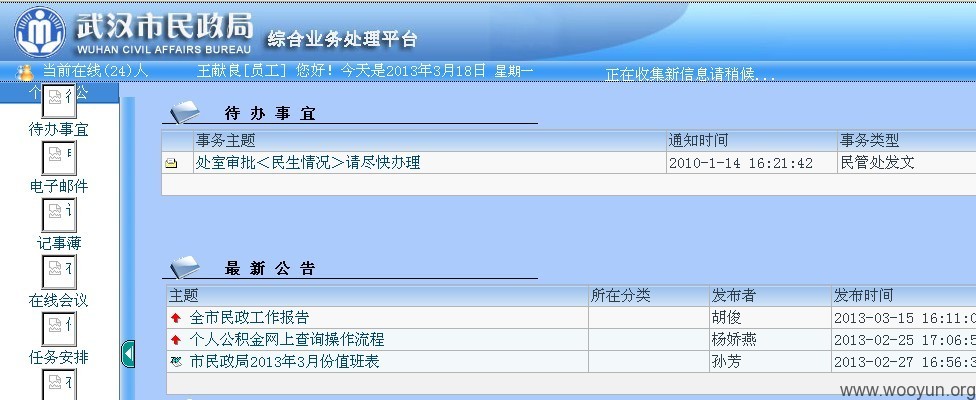 武汉市民政局
WUHAN CIVIL AFFAIRS BUREAU
综合业务处理平台
当前在线(24)人 王献良[员工] 您好！今天是2013年3月18日 星期一 正在收集新信息请稍候...
待办事宜
电子邮件
记事薄
在线会议
任务安排
待 办 事 宜
事务主题 通知时间 事务类型
处室审批<民生情况>请尽快办理 2010-1-14 16:21:42 民管处发文
最 新 公 告
主题 所在分类 发布者 发布时间
全市民政工作报告 胡俊 2013-03-15 16:11:0
个人公积金网上查询操作流程 杨娇燕 2013-02-25 17:06:5
市民政局2013年3月份值班表 孙芳 2013-02-27 16:56:3
www.wooyun.org